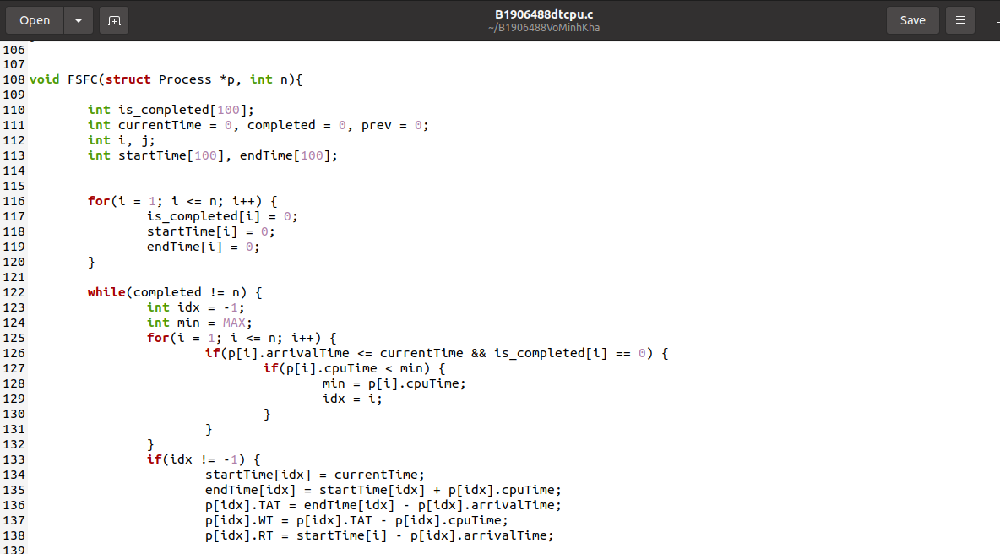 Open
B1906488dtcpu.c
~/B1906488VoMinhKha
Save
106
107
108 void FSFC(struct Process *p, int n){
109
110 int is_completed[100];
111 int currentTime = 0, completed = 0, prev = 0;
112 int i, j;
113 int startTime[100], endTime[100];
114
115
116 for(i = 1; i <= n; i++) {
117 is_completed[i] = 0;
118 startTime[i] = 0;
119 endTime[i] = 0;
120 }
121
122 while(completed != n) {
123 int idx = -1;
124 int min = MAX;
125 for(i = 1; i <= n; i++) {
126 if(p[i].arrivalTime <= currentTime && is_completed[i] == 0) {
127 if(p[i].cpuTime < min) {
128 min = p[i].cpuTime;
129 idx = i;
130 }
131 }
132 }
133 if(idx != -1) {
134 startTime[idx] = currentTime;
135 endTime[idx] = startTime[idx] + p[idx].cpuTime;
136 p[idx].TAT = endTime[idx] - p[idx].arrivalTime;
137 p[idx].WT = p[idx].TAT - p[idx].cpuTime;
138 p[idx].RT = startTime[i] - p[idx].arrivalTime;
139